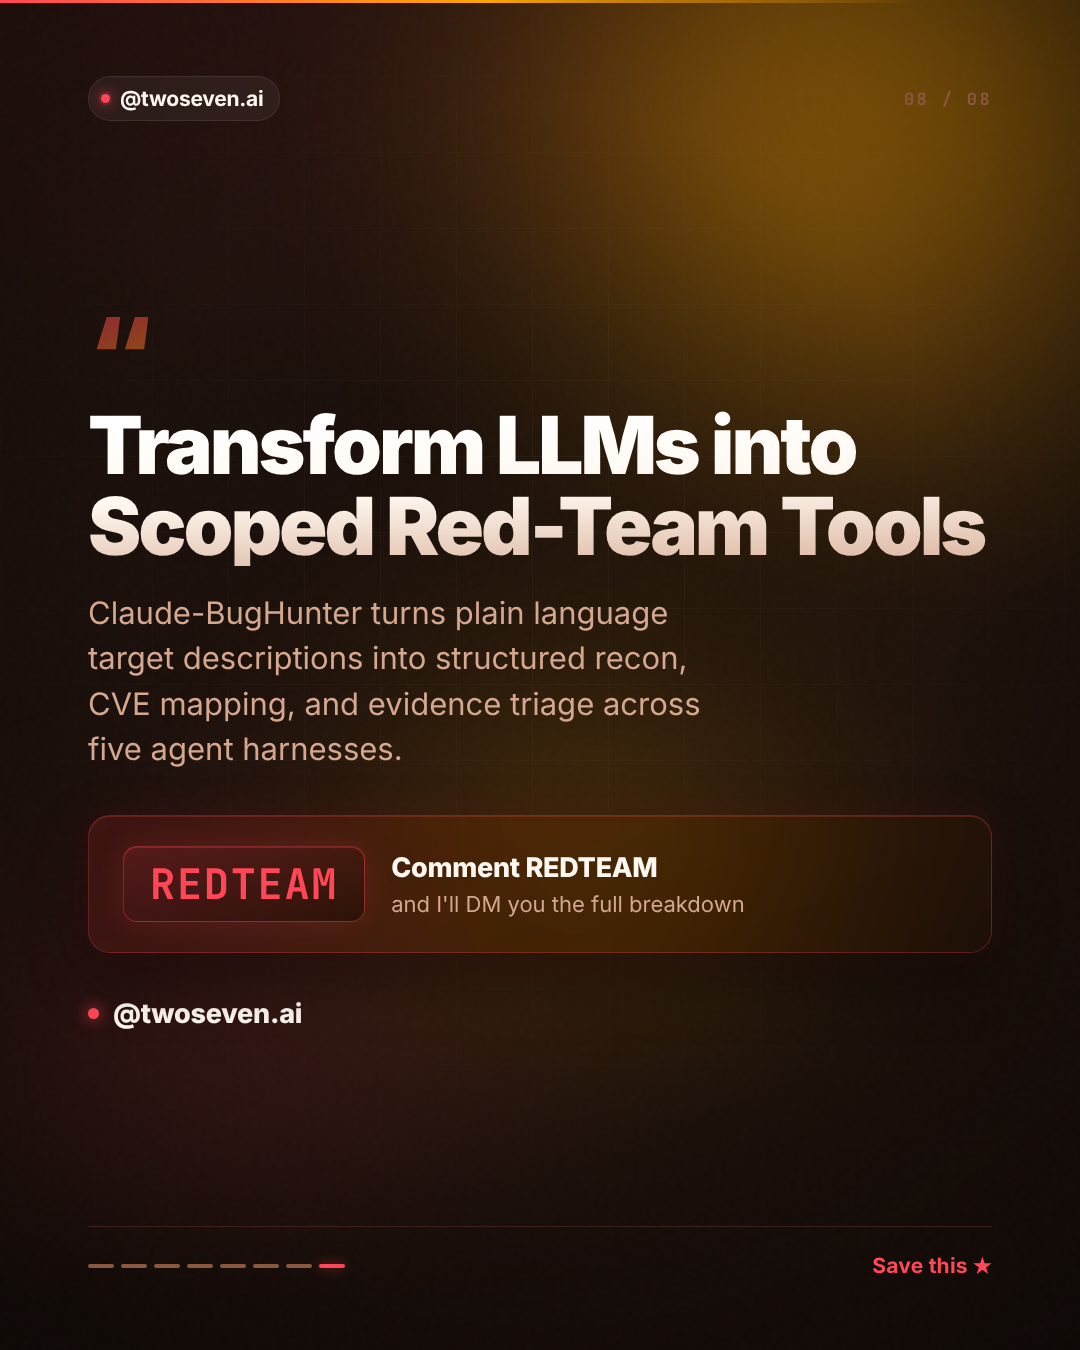 @twoseven.ai
08 / 08
“
Transform LLMs into
Scoped Red-Team Tools
Claude-BugHunter turns plain language
target descriptions into structured recon,
CVE mapping, and evidence triage across
five agent harnesses.
REDTEAM
Comment REDTEAM
and I'll DM you the full breakdown
@twoseven.ai
Save this ★